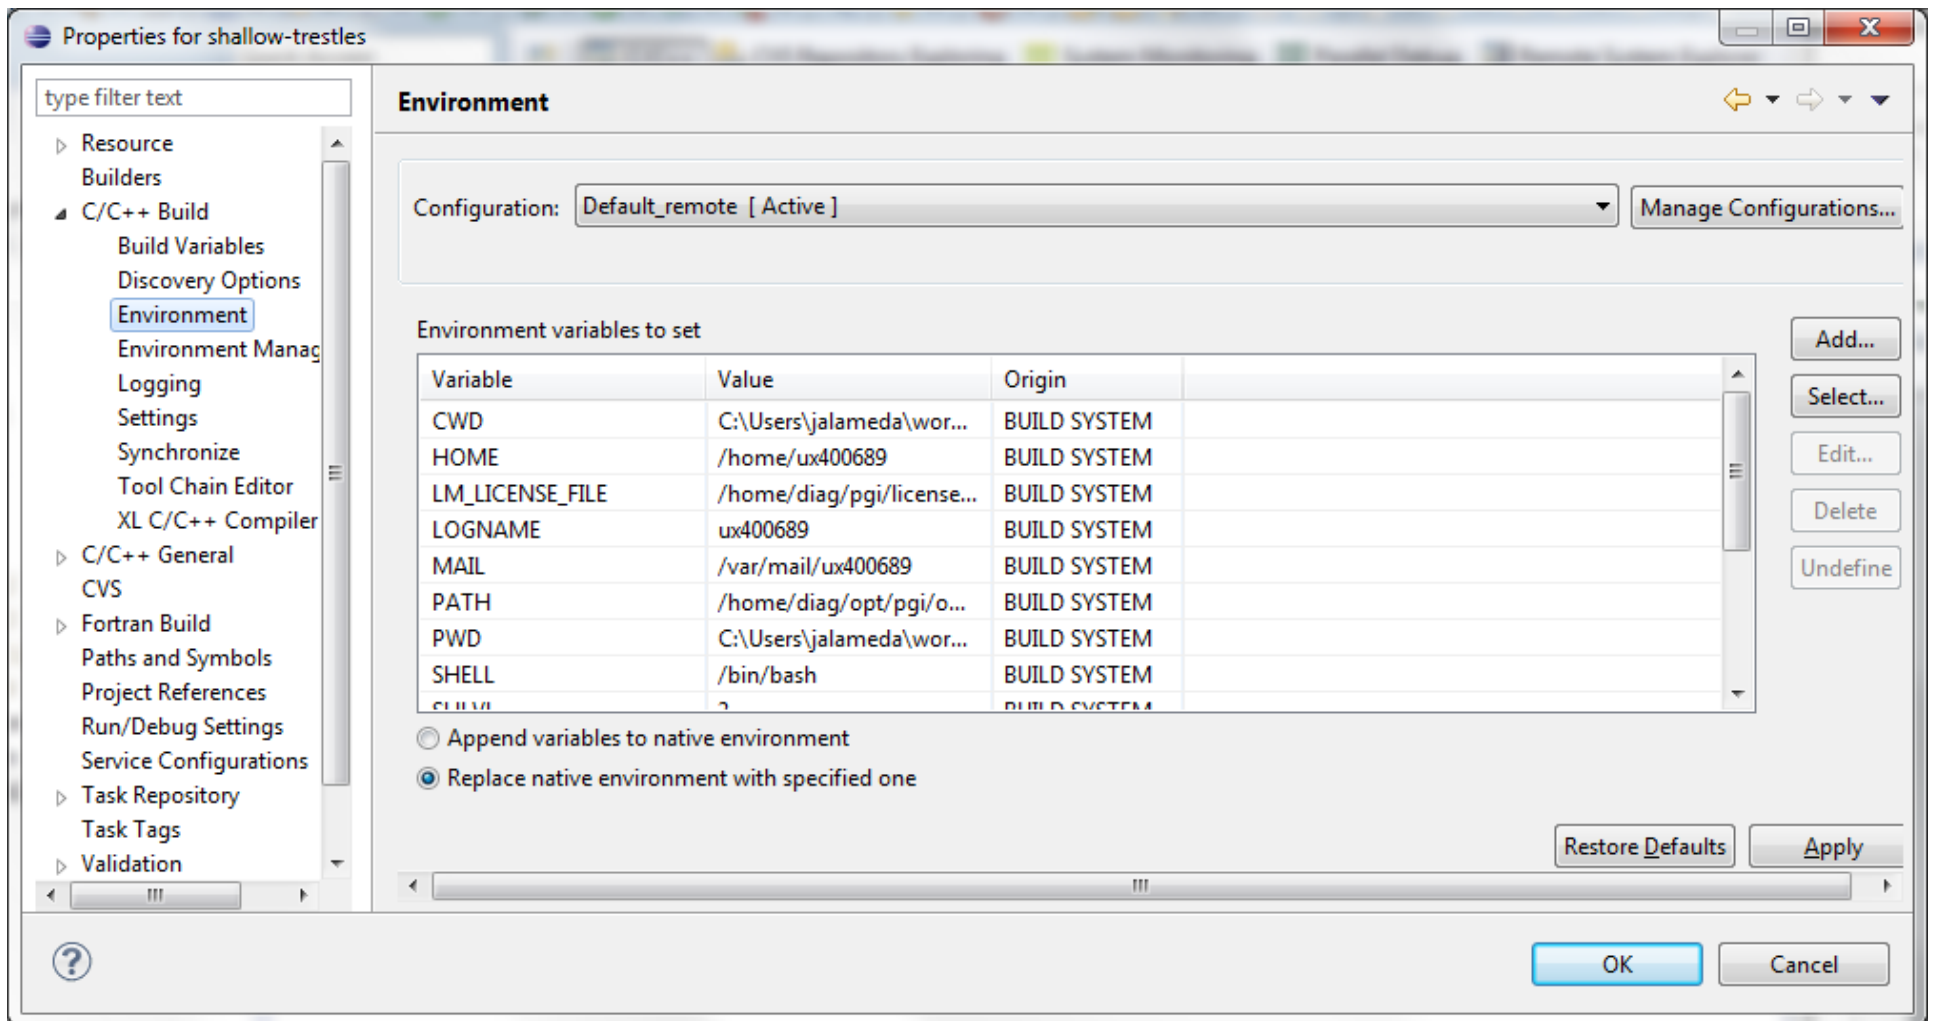 Properties for shallow-trestles
type filter text
Resource
Builders
C/C++ Build
Build Variables
Discovery Options
Environment
Environment Manag
Logging
Settings
Synchronize
Tool Chain Editor
XL C/C++ Compiler
C/C++ General
CVS
Fortran Build
Paths and Symbols
Project References
Run/Debug Settings
Service Configurations
Task Repository
Task Tags
Validation
Environment
Configuration: Default_remote [ Active ] Manage Configurations...
Environment variables to set
Variable Value Origin
CWD C:\Users\jalameda\wor... BUILD SYSTEM
HOME /home/ux400689 BUILD SYSTEM
LM_LICENSE_FILE /home/diag/pgi/license... BUILD SYSTEM
LOGNAME ux400689 BUILD SYSTEM
MAIL /var/mail/ux400689 BUILD SYSTEM
PATH /home/diag/opt/pgi/o... BUILD SYSTEM
PWD C:\Users\jalameda\wor... BUILD SYSTEM
SHELL /bin/bash BUILD SYSTEM
BUILD SYSTEM
Add...
Select...
Edit...
Delete
Undefine
Append variables to native environment
Replace native environment with specified one
Restore Defaults Apply
OK Cancel